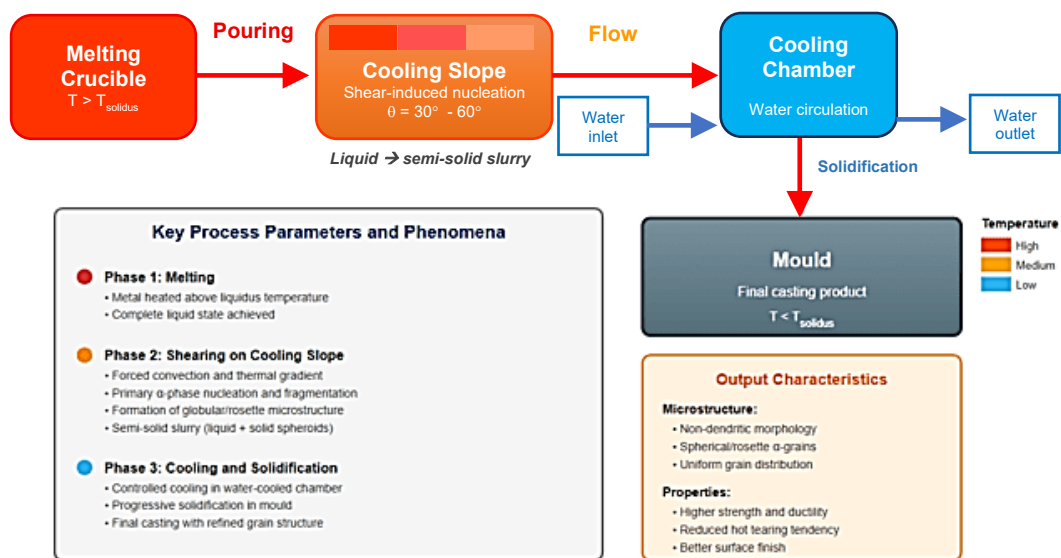 Melting
Crucible
T > Tsolidus
Pouring
Cooling Slope
Shear-induced nucleation
θ = 30° - 60°
Liquid → semi-solid slurry
Flow
Cooling
Chamber
Water circulation
Water
inlet
Water
outlet
Solidification
Key Process Parameters and Phenomena
Phase 1: Melting
• Metal heated above liquidus temperature
• Complete liquid state achieved
Phase 2: Shearing on Cooling Slope
• Forced convection and thermal gradient
• Primary α-phase nucleation and fragmentation
• Formation of globular/rosette microstructure
• Semi-solid slurry (liquid + solid spheroids)
Phase 3: Cooling and Solidification
• Controlled cooling in water-cooled chamber
• Progressive solidification in mould
• Final casting with refined grain structure
Mould
Final casting product
T < Tsolidus
Temperature
High
Medium
Low
Output Characteristics
Microstructure:
• Non-dendritic morphology
• Spherical/rosette α-grains
• Uniform grain distribution
Properties:
• Higher strength and ductility
• Reduced hot tearing tendency
• Better surface finish